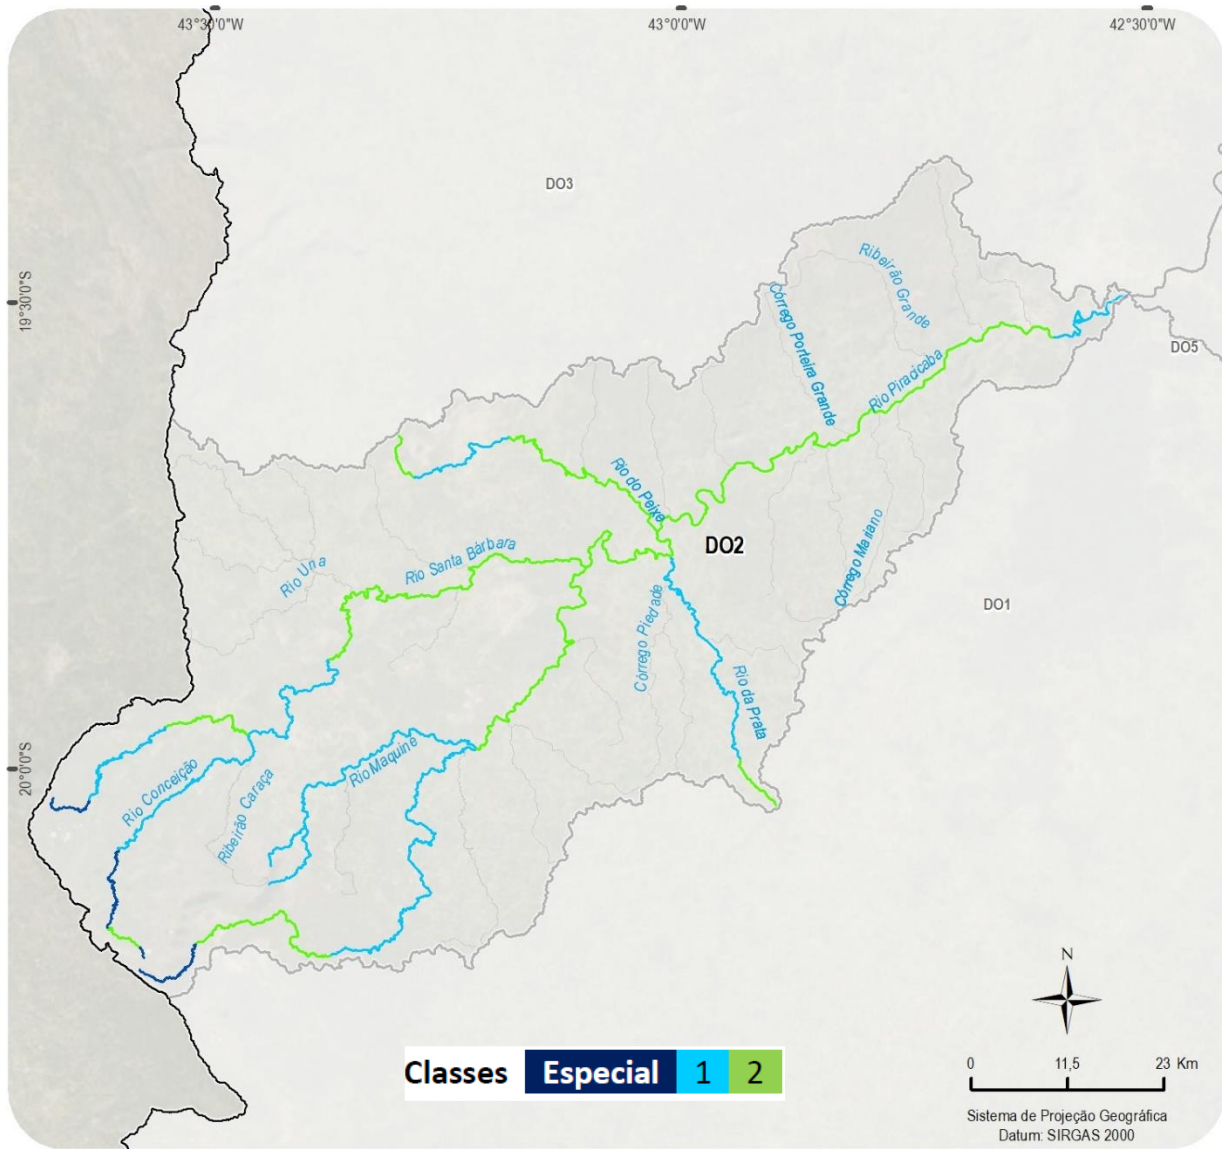 43°30'0"W
43°0'0"W
42°30'0"W
DO3
Ribeirão Grande
19°30'0"S
Córrego Porteira Grande
DO5
Rio Piracicaba
Rio do Peixe
DO2
Rio Santa Bárbara
Córrego Mariano
Rio Una
DO1
Córrego Piedade
Rio da Prata
Rio Maquine
20°0'0"S
Rio Conceição
Ribeirão Caraça
N
Classes Especial 1 2
0 11,5 23 Km
Sistema de Projeção Geográfica
Datum: SIRGAS 2000